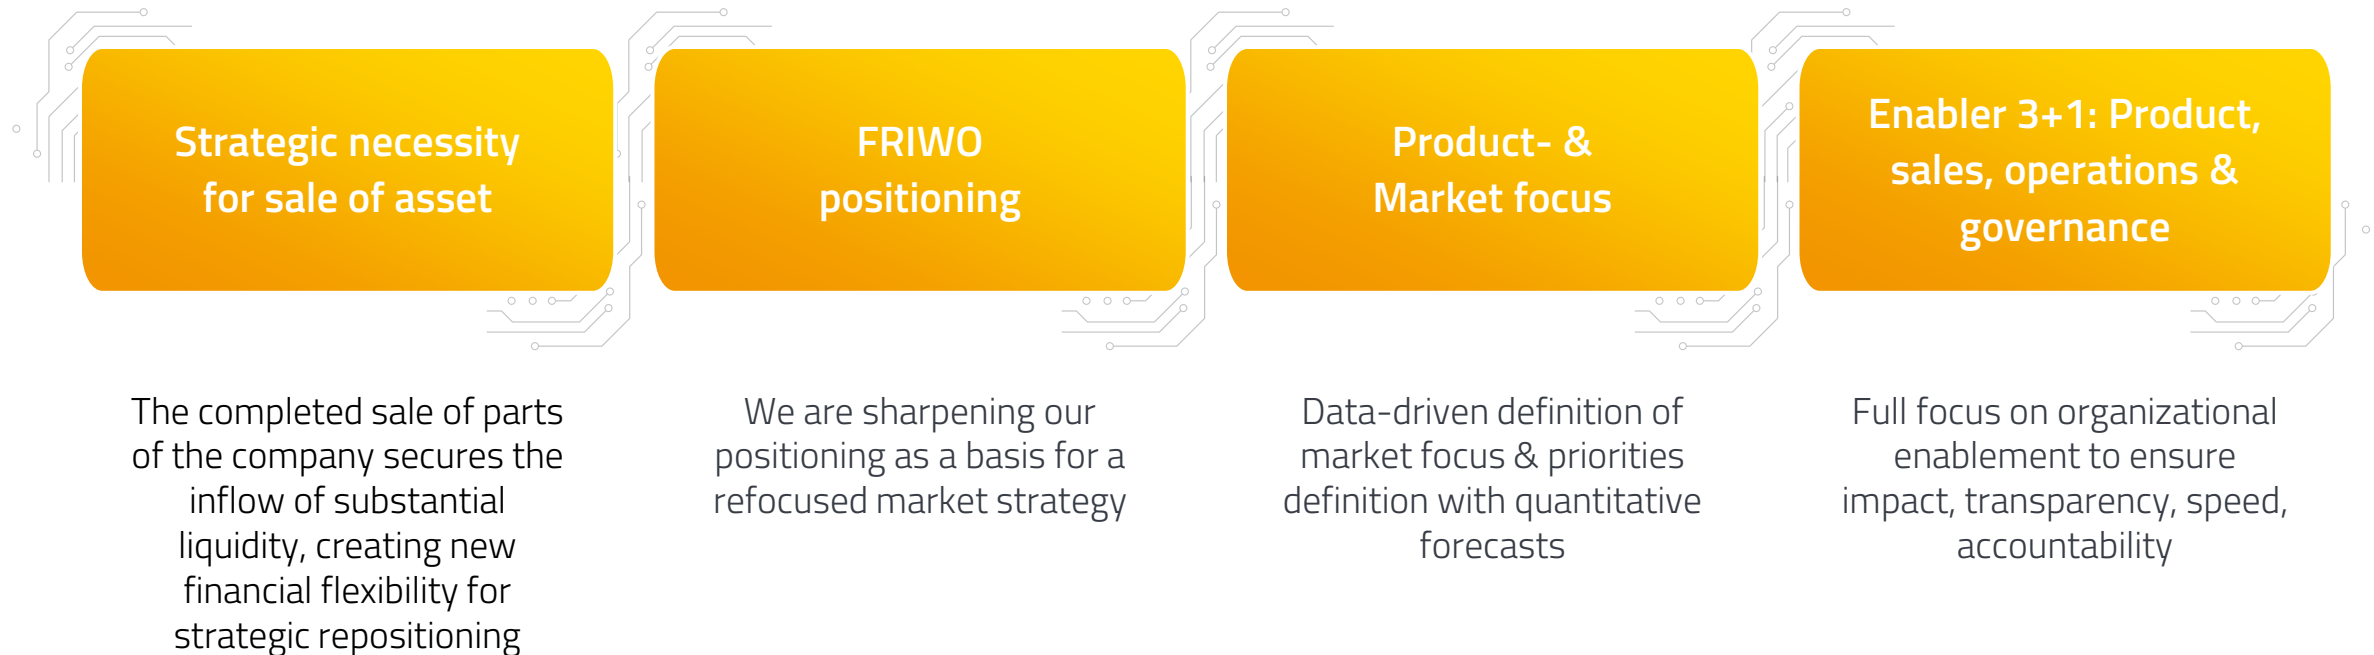 Strategic necessity
for sale of asset
The completed sale of parts
of the company secures the
inflow of substantial
liquidity, creating new
financial flexibility for
strategic repositioning
FRIWO
positioning
We are sharpening our
positioning as a basis for a
refocused market strategy
Product- &
Market focus
Data-driven definition of
market focus & priorities
definition with quantitative
forecasts
Enabler 3+1: Product,
sales, operations &
governance
Full focus on organizational
enablement to ensure
impact, transparency, speed,
accountability